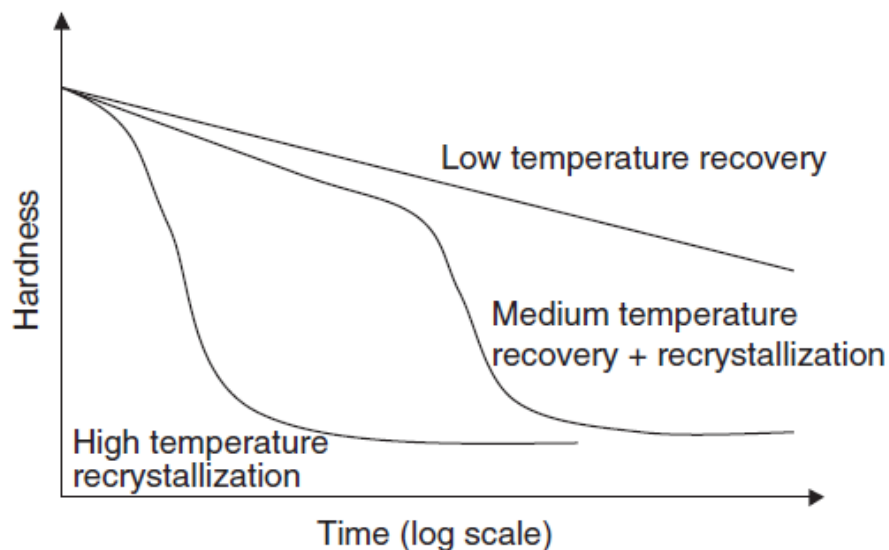 Hardness
Low temperature recovery
Medium temperature
recovery + recrystallization
High temperature
recrystallization
Time (log scale)